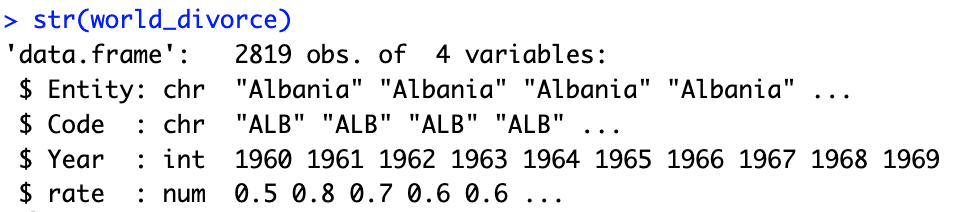 > str(world_divorce)
'data.frame':   2819 obs. of  4 variables:
 $ Entity: chr  "Albania" "Albania" "Albania" "Albania" ...
 $ Code  : chr  "ALB" "ALB" "ALB" "ALB" ...
 $ Year  : int  1960 1961 1962 1963 1964 1965 1966 1967 1968 1969
 $ rate  : num  0.5 0.8 0.7 0.6 0.6 ...